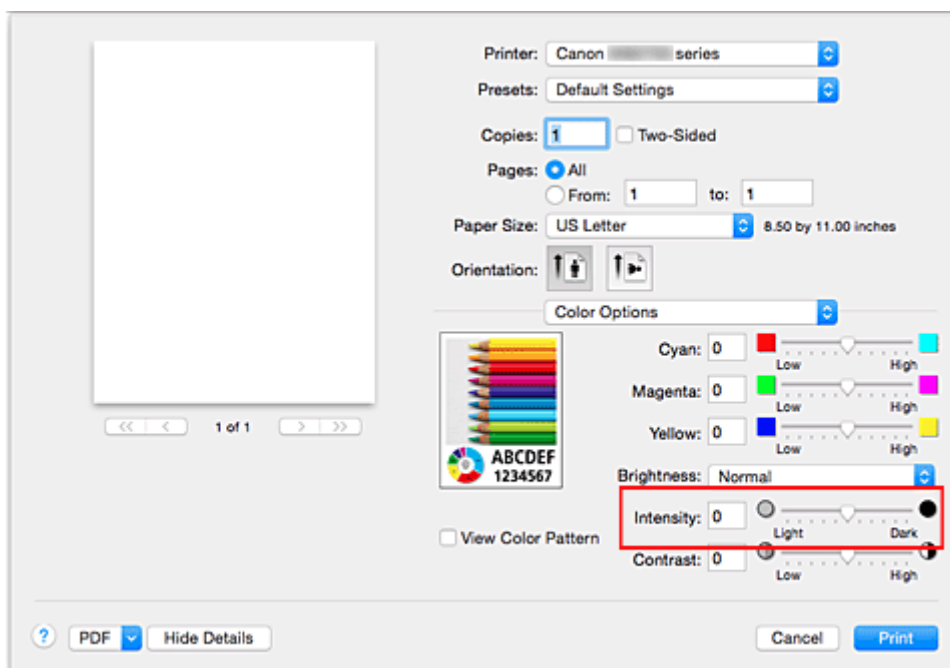 Printer: Canon series
Presets: Default Settings
Copies: 1 Two-Sided
Pages: All
From: 1 to: 1
Paper Size: US Letter 8.50 by 11.00 inches
Orientation:
Color Options
Cyan: 0
Low High
Magenta: 0
Low High
Yellow: 0
Low High
ABCDEF
1234567
Brightness: Normal
Intensity: 0
Light Dark
View Color Pattern
Contrast: 0
Low High
<< < 1 of 1 > >>
? PDF Hide Details Cancel Print